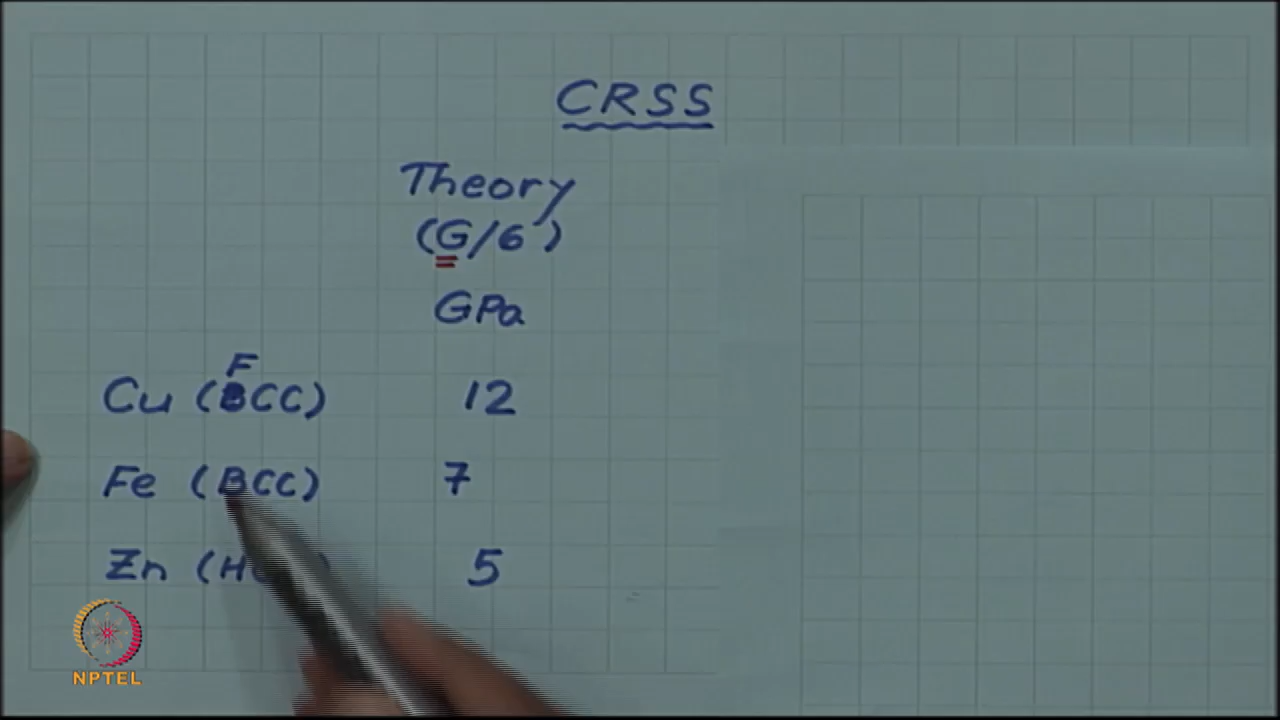 CRSS
Theory
(G/6)
GPa
F
Cu (BCC) 12
Fe (BCC) 7
Zn 5
NPTEL